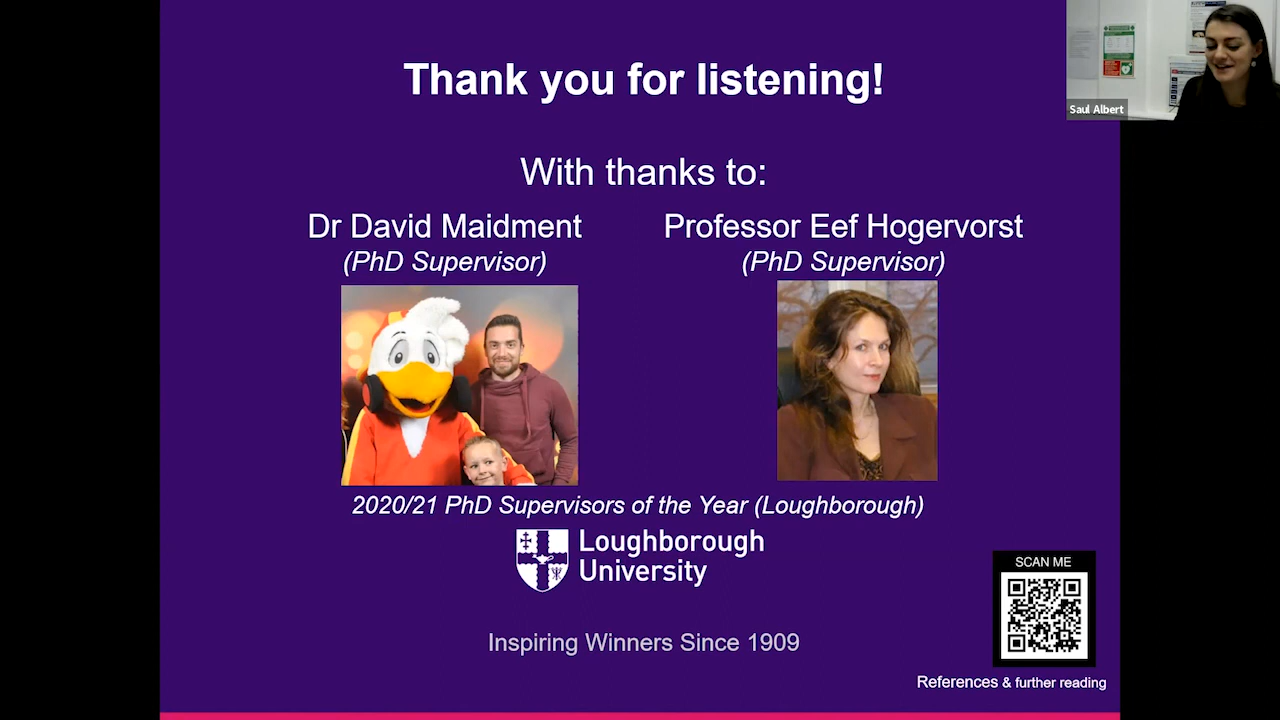 Thank you for listening!
Saul Albert
With thanks to:
Dr David Maidment
(PhD Supervisor)
Professor Eef Hogervorst
(PhD Supervisor)
2020/21 PhD Supervisors of the Year (Loughborough)
Loughborough
University
Inspiring Winners Since 1909
SCAN ME
References & further reading